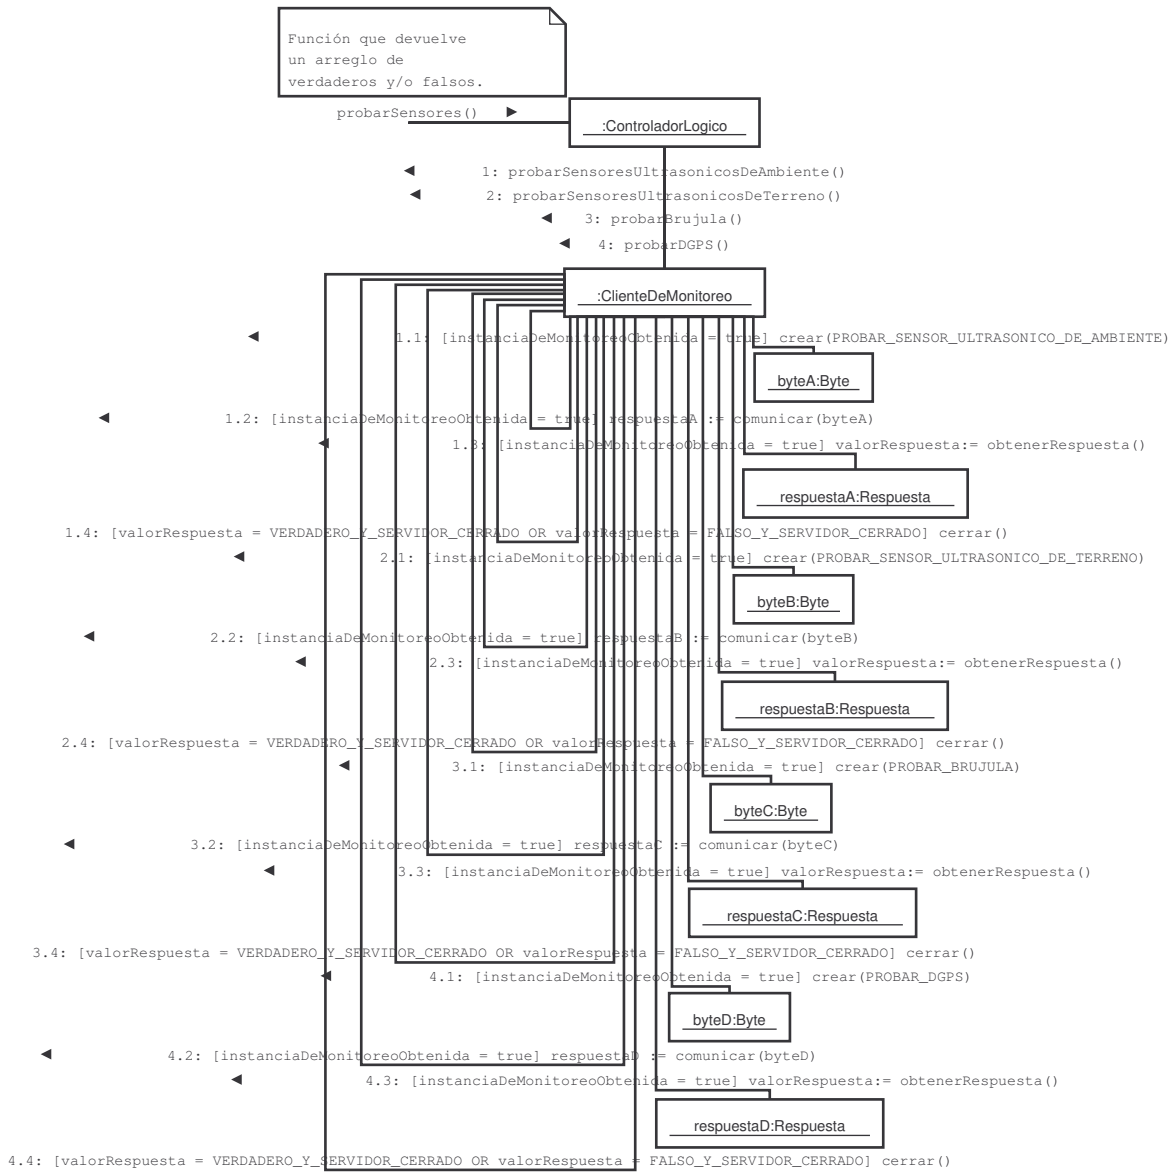 Función que devuelve
un arreglo de
verdaderos y/o falsos.
probarSensores()
:ControladorLogico
1: probarSensoresUltrasonicosDeAmbiente()
2: probarSensoresUltrasonicosDeTerreno()
3: probarBrujula()
4: probarDGPS()
:ClienteDeMonitoreo
1.1: [instanciaDeMonitoreoObtenida = true] crear(PROBAR_SENSOR_ULTRASONICO_DE_AMBIENTE)
byteA:Byte
1.2: [instanciaDeMonitoreoObtenida = true] respuestaA := comunicar(byteA)
1.3: [instanciaDeMonitoreoObtenida = true] valorRespuesta:= obtenerRespuesta()
respuestaA:Respuesta
1.4: [valorRespuesta = VERDADERO_Y_SERVIDOR_CERRADO OR valorRespuesta = FALSO_Y_SERVIDOR_CERRADO] cerrar()
2.1: [instanciaDeMonitoreoObtenida = true] crear(PROBAR_SENSOR_ULTRASONICO_DE_TERRENO)
byteB:Byte
2.2: [instanciaDeMonitoreoObtenida = true] respuestaB := comunicar(byteB)
2.3: [instanciaDeMonitoreoObtenida = true] valorRespuesta:= obtenerRespuesta()
respuestaB:Respuesta
2.4: [valorRespuesta = VERDADERO_Y_SERVIDOR_CERRADO OR valorRespuesta = FALSO_Y_SERVIDOR_CERRADO] cerrar()
3.1: [instanciaDeMonitoreoObtenida = true] crear(PROBAR_BRUJULA)
byteC:Byte
3.2: [instanciaDeMonitoreoObtenida = true] respuestaC := comunicar(byteC)
3.3: [instanciaDeMonitoreoObtenida = true] valorRespuesta:= obtenerRespuesta()
respuestaC:Respuesta
3.4: [valorRespuesta = VERDADERO_Y_SERVIDOR_CERRADO OR valorRespuesta = FALSO_Y_SERVIDOR_CERRADO] cerrar()
4.1: [instanciaDeMonitoreoObtenida = true] crear(PROBAR_DGPS)
byteD:Byte
4.2: [instanciaDeMonitoreoObtenida = true] respuestaD := comunicar(byteD)
4.3: [instanciaDeMonitoreoObtenida = true] valorRespuesta:= obtenerRespuesta()
respuestaD:Respuesta
4.4: [valorRespuesta = VERDADERO_Y_SERVIDOR_CERRADO OR valorRespuesta = FALSO_Y_SERVIDOR_CERRADO] cerrar()